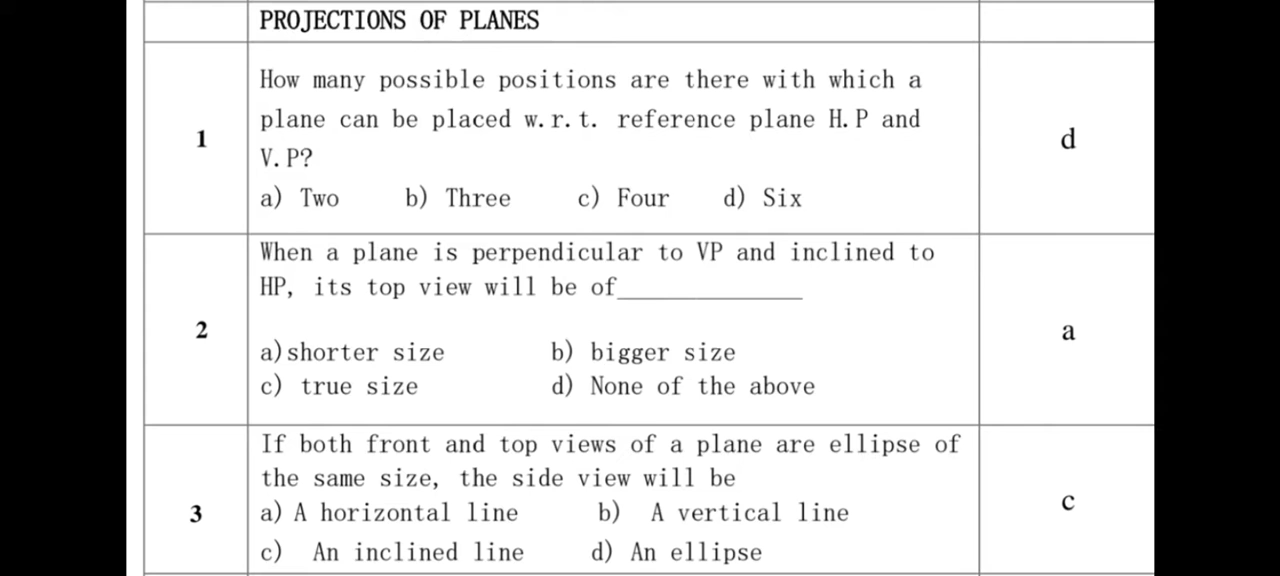 PROJECTIONS OF PLANES
1
How many possible positions are there with which a
plane can be placed w.r.t. reference plane H.P and
V.P?
a) Two b) Three c) Four d) Six
d
2
When a plane is perpendicular to VP and inclined to
HP, its top view will be of______________
a)shorter size b) bigger size
c) true size d) None of the above
a
3
If both front and top views of a plane are ellipse of
the same size, the side view will be
a) A horizontal line b) A vertical line
c) An inclined line d) An ellipse
c